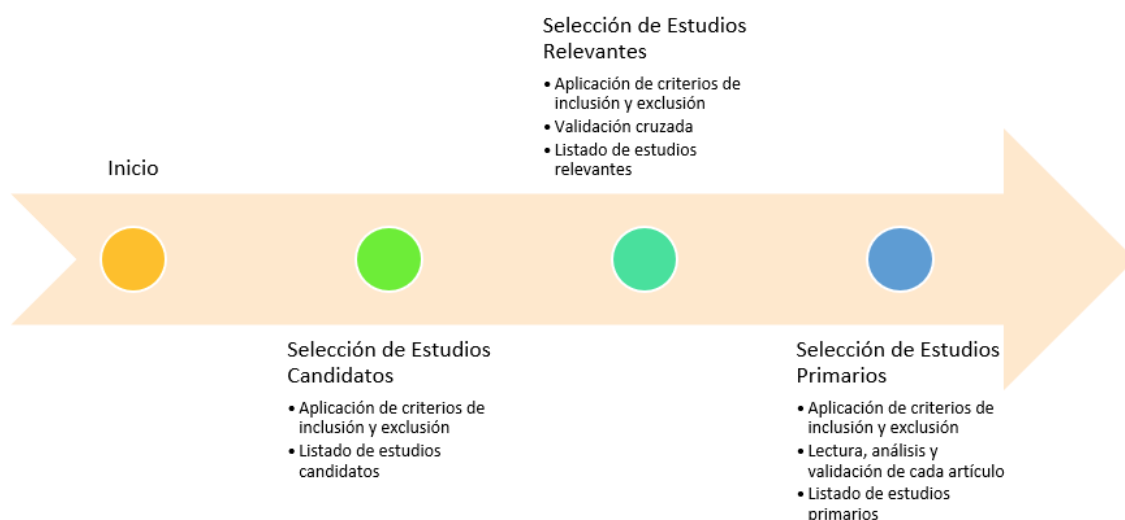 Inicio
Selección de Estudios
Candidatos
• Aplicación de criterios de
inclusión y exclusión
• Listado de estudios
candidatos
Selección de Estudios
Relevantes
• Aplicación de criterios de
inclusión y exclusión
• Validación cruzada
• Listado de estudios
relevantes
Selección de Estudios
Primarios
• Aplicación de criterios de
inclusión y exclusión
• Lectura, análisis y
validación de cada artículo
• Listado de estudios
primarios